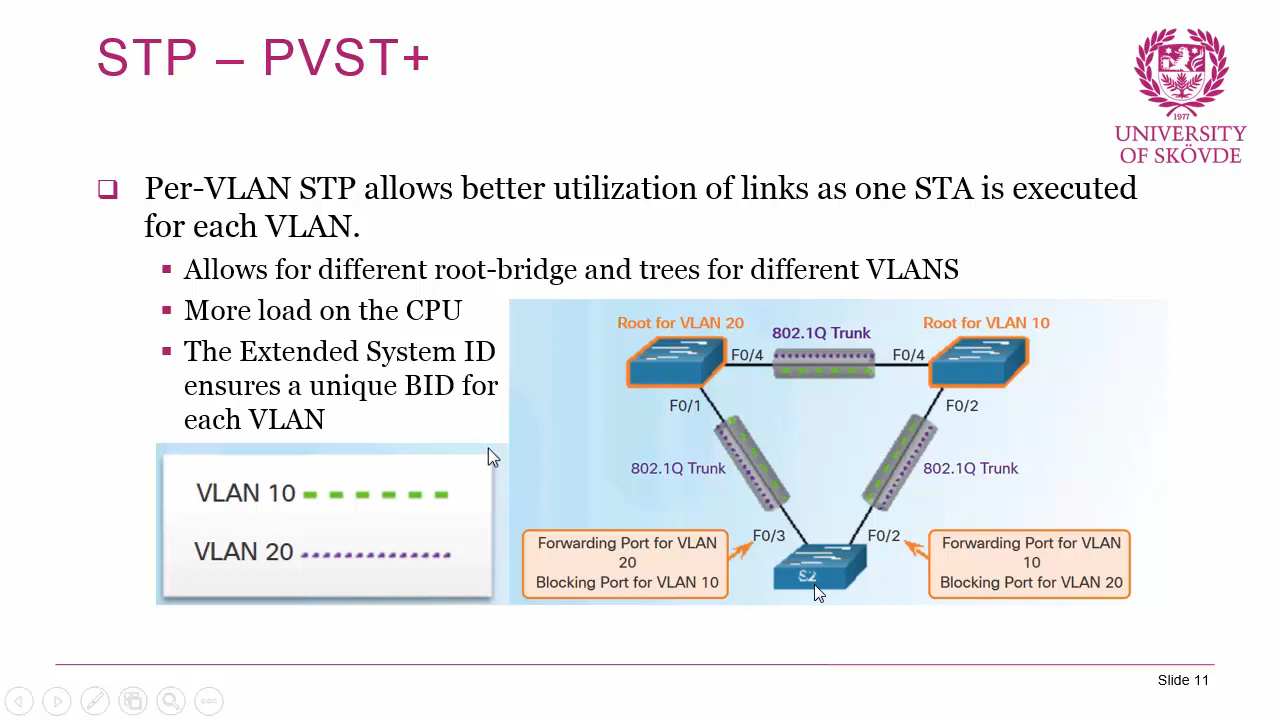 STP – PVST+
1977
UNIVERSITY
OF SKÖVDE
❑ Per-VLAN STP allows better utilization of links as one STA is executed
for each VLAN.
▪ Allows for different root-bridge and trees for different VLANS
▪ More load on the CPU
▪ The Extended System ID
ensures a unique BID for
each VLAN
Root for VLAN 20
802.1Q Trunk
Root for VLAN 10
F0/4
F0/4
F0/1
F0/2
802.1Q Trunk
802.1Q Trunk
VLAN 10
VLAN 20
F0/3
F0/2
Forwarding Port for VLAN
20
Blocking Port for VLAN 10
S2
Forwarding Port for VLAN
10
Blocking Port for VLAN 20
Slide 11